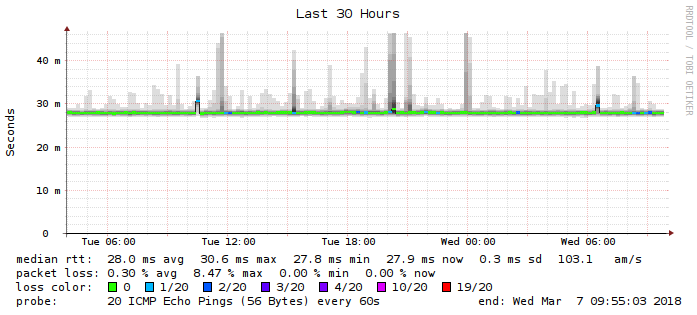 Last 30 Hours
RRDTOOL / TOBI OETIKER
Seconds
40 m
30 m
20 m
10 m
0
Tue 06:00 Tue 12:00 Tue 18:00 Wed 00:00 Wed 06:00
median rtt: 28.0 ms avg 30.6 ms max 27.8 ms min 27.9 ms now 0.3 ms sd 103.1 am/s
packet loss: 0.30 % avg 8.47 % max 0.00 % min 0.00 % now
loss color: 0 1/20 2/20 3/20 4/20 10/20 19/20
probe: 20 ICMP Echo Pings (56 Bytes) every 60s end: Wed Mar 7 09:55:03 2018